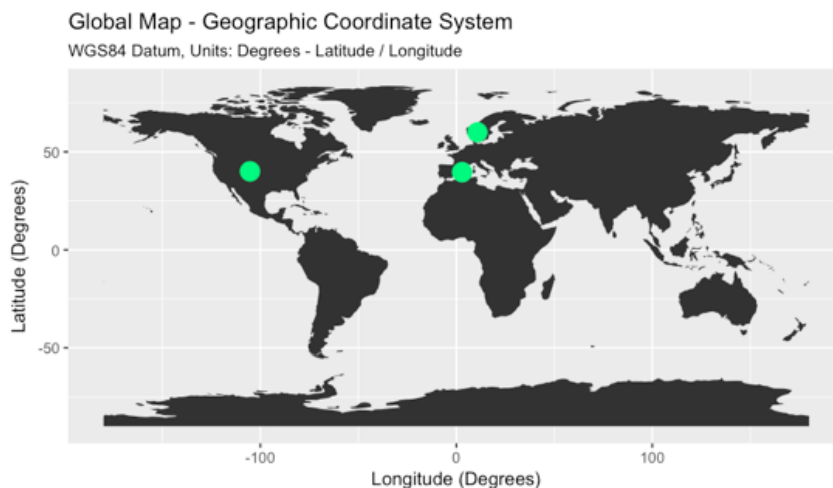 Global Map - Geographic Coordinate System
WGS84 Datum, Units: Degrees - Latitude / Longitude
Latitude (Degrees)
50
0
-50
-100
0
100
Longitude (Degrees)